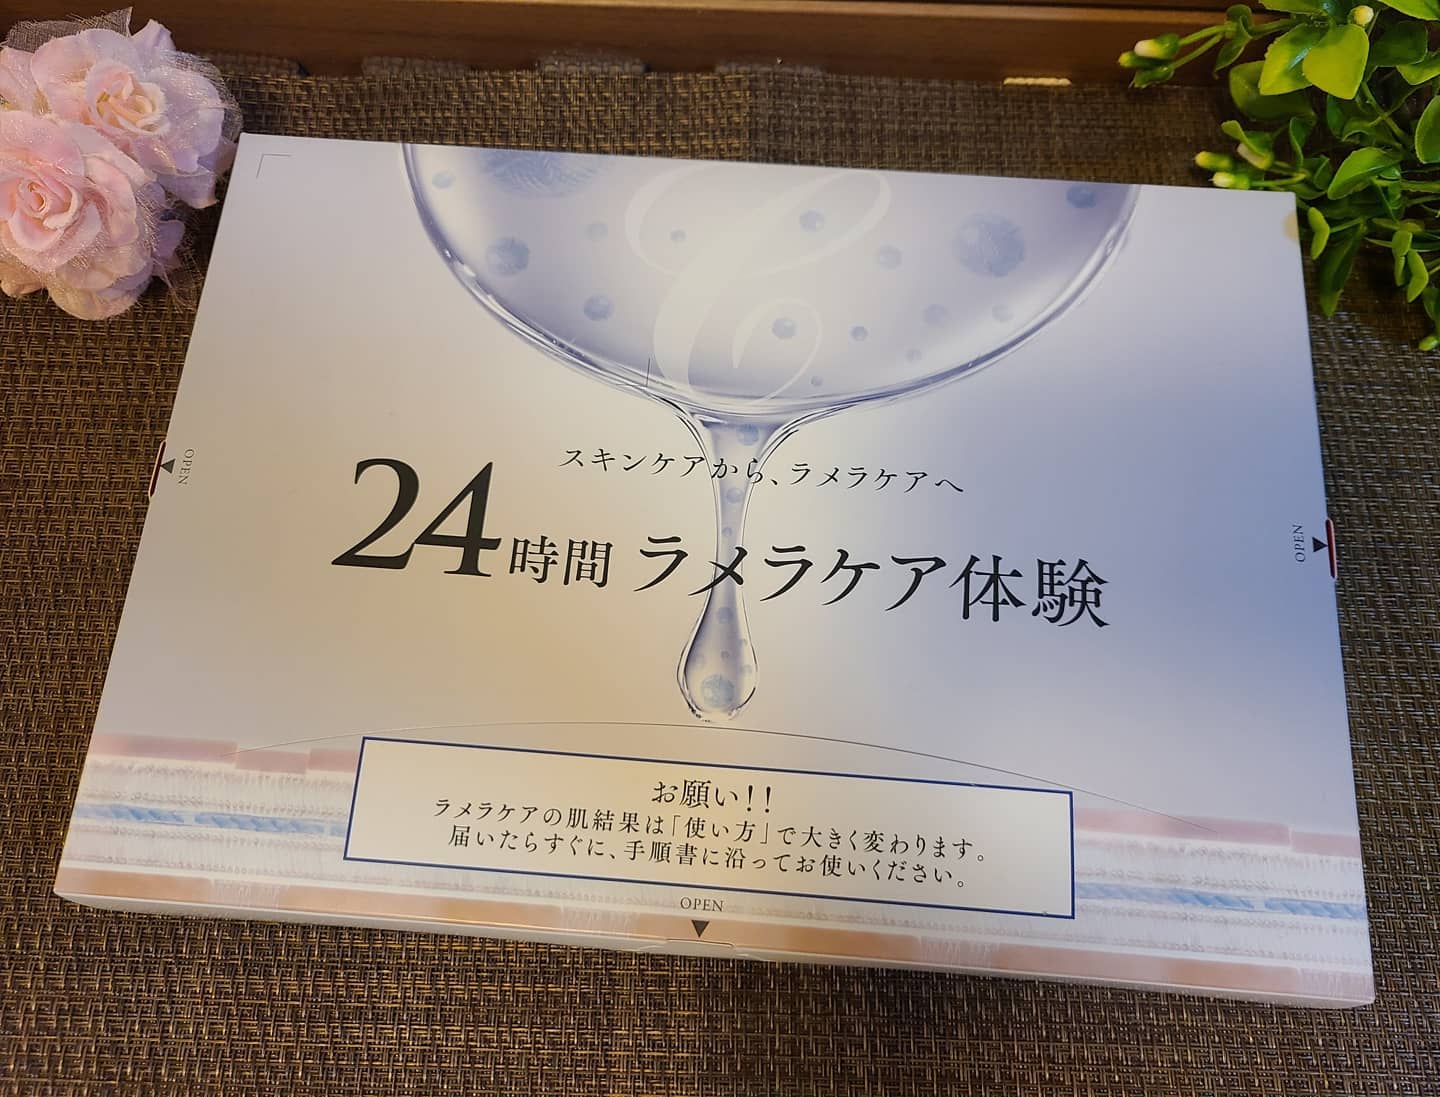 スキンケアから、ラメラケアへ
24時間 ラメラケア体験
OPEN
OPEN
お願い!!
ラメラケアの肌結果は「使い方」で大きく変わります。
届いたらすぐに、手順書に沿ってお使いください。
OPEN